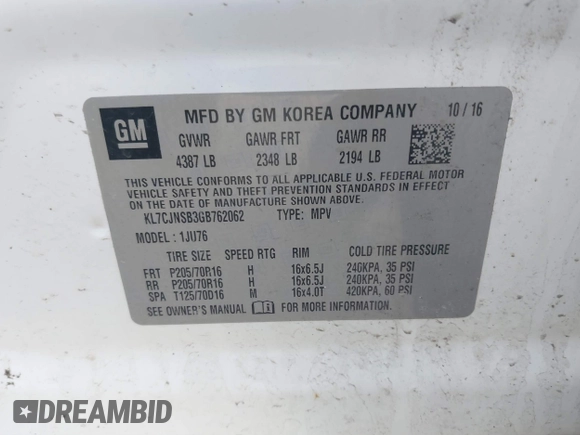 GM
MFD BY GM KOREA COMPANY 10/16
GVWR GAWR FRT GAWR RR
4387 LB 2348 LB 2194 LB
THIS VEHICLE CONFORMS TO ALL APPLICABLE U.S. FEDERAL MOTOR
VEHICLE SAFETY AND THEFT PREVENTION STANDARDS IN EFFECT
ON THE DATE OF MANUFACTURE SHOWN ABOVE.
KL7CJNSB3GB762062 TYPE: MPV
MODEL: 1JU76
TIRE SIZE SPEED RTG RIM COLD TIRE PRESSURE
FRT P205/70R16 H 16x6.5J 240KPA, 35 PSI
RR P205/70R16 H 16x6.5J 240KPA, 35 PSI
SPA T125/70D16 M 16x4.0T 420KPA, 60 PSI
SEE OWNER'S MANUAL FOR MORE INFORMATION
DREAMBID